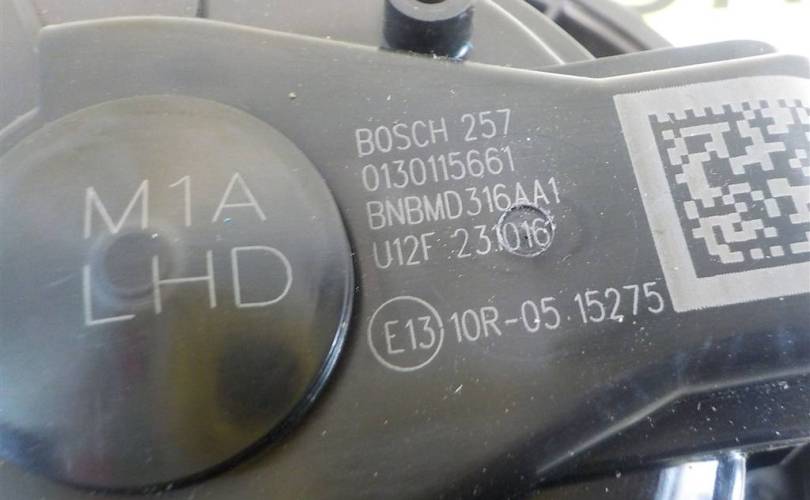 M1A
LHD
BOSCH 257
0130115661
BNBMD316AA1
U12F 231016
E13 10R-05 15275